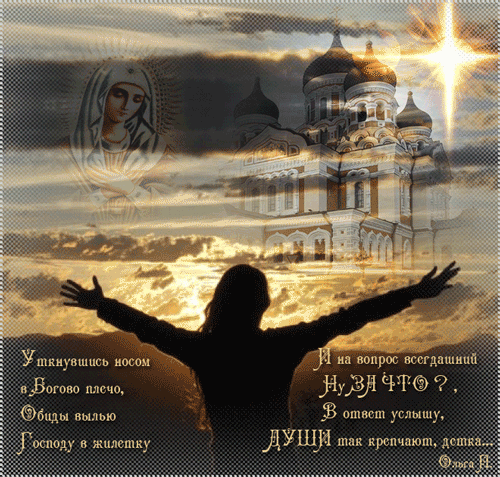 Уткнувшись носом
в Богово плечо,
Обиды вылью
Господу в жилетку
И на вопрос всегдашний
Ну ЗА ЧТО?,
В ответ услышу,
ДУШИ так крепчают, детка...
Ольга Л.